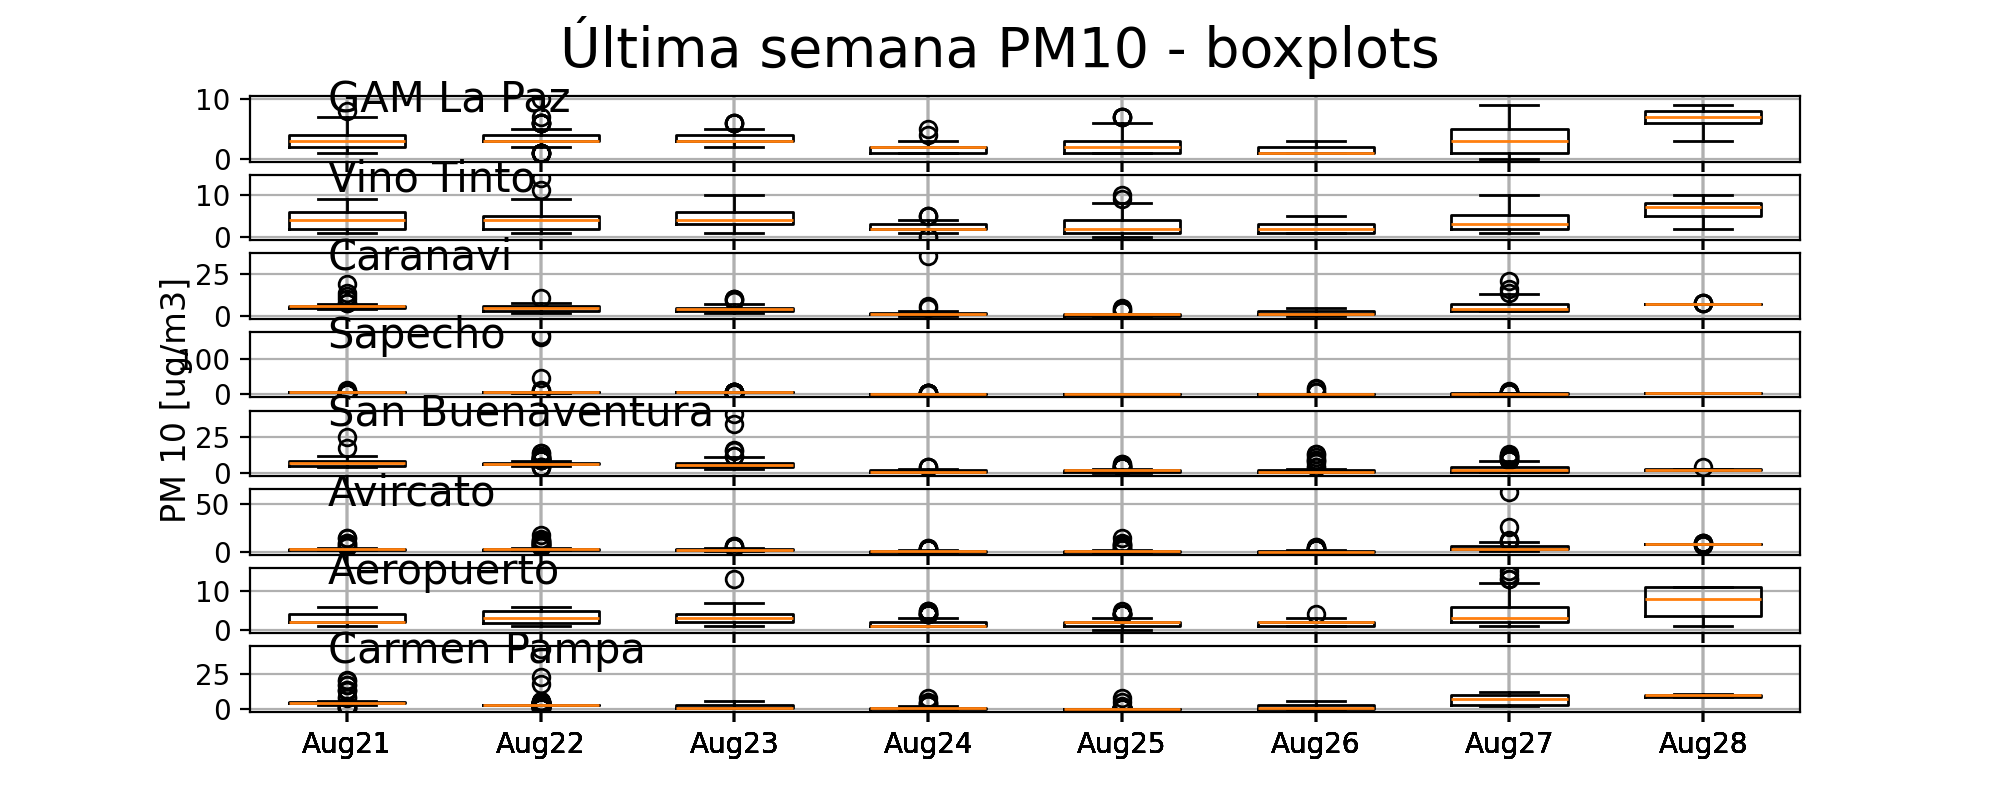 Última semana PM10 - boxplots
GAM La Paz
10
0
Vino Tinto
10
0
Caranavi
25
0
Sapecho
100
0
San Buenaventura
25
0
Avircato
50
0
Aeropuerto
10
0
Carmen Pampa
25
0
PM 10 [ug/m3]
Aug21 Aug22 Aug23 Aug24 Aug25 Aug26 Aug27 Aug28